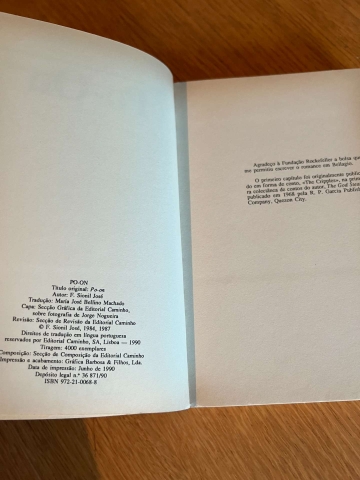 PO-ON
Título original: Po-on
Autor: F. Sionil José
Tradução: Maria José Bellino Machado
Capa: Secção Gráfica da Editorial Caminho,
sobre fotografia de Jorge Nogueira
Revisão: Secção de Revisão da Editorial Caminho
© F. Sionil José, 1984, 1987
Direitos de tradução em língua portuguesa
reservados por Editorial Caminho, SA, Lisboa — 1990
Tiragem: 4000 exemplares
Composição: Secção de Composição da Editorial Caminho
Impressão e acabamento: Gráfica Barbosa & Filhos, Lda.
Data de impressão: Junho de 1990
Depósito legal n.º 36 871/90
ISBN 972-21-0068-8
Agradeço à Fundação Rockefeller a bolsa que
me permitiu escrever o romance em Bellagio.
O primeiro capítulo foi originalmente public
do em forma de conto, «The Cripples», na prim
ra colectânea de contos do autor, The God Stea
publicado em 1968 pela R. P. Garcia Publish
Company, Quezon City.